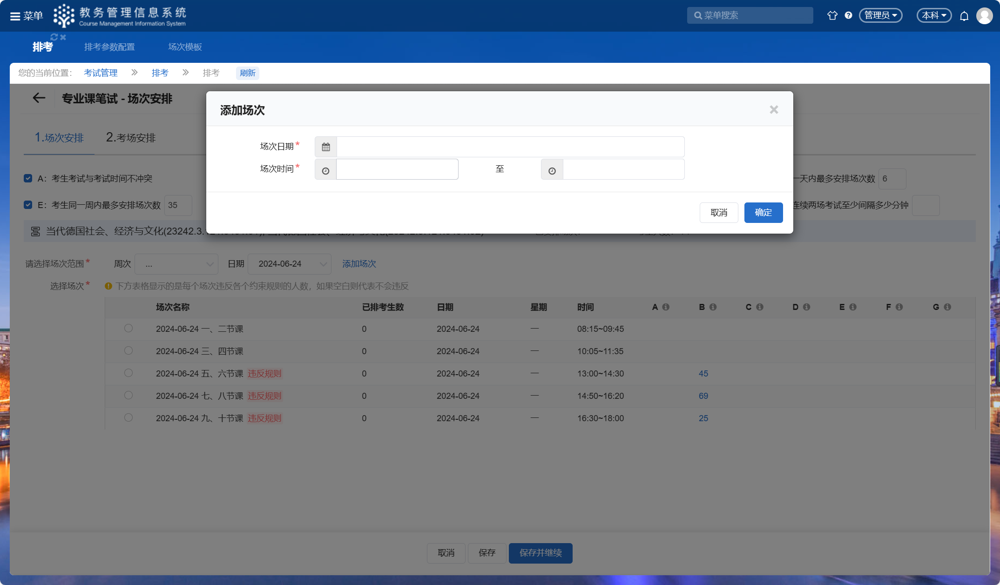 菜单 教务管理信息系统 菜单搜索 管理员 本科
Course Management Information System
排考 排考参数配置 场次模板
您的当前位置: 考试管理 排考 排考 刷新
专业课笔试 - 场次安排
添加场次
1.场次安排 2.考场安排
场次日期*
场次时间* 至
A: 考生考试与考试时间不冲突 一天内最多安排场次数 6
E: 考生同一周内最多安排场次数 35 连续两场考试至少间隔多少分钟
取消 确定
当代德国社会、经济与文化(23242.3.
请选择场次范围* 周次 ... 日期 2024-06-24 添加场次
选择场次* 下方表格显示的是每个场次违反各个约束规则的人数，如果空白则代表不会违反
场次名称 已排考生数 日期 星期 时间 A B C D E F G
2024-06-24 一、二节课 0 2024-06-24 一 08:15~09:45
2024-06-24 三、四节课 0 2024-06-24 一 10:05~11:35
2024-06-24 五、六节课 违反规则 0 2024-06-24 一 13:00~14:30 45
2024-06-24 七、八节课 违反规则 0 2024-06-24 一 14:50~16:20 69
2024-06-24 九、十节课 违反规则 0 2024-06-24 一 16:30~18:00 25
取消 保存 保存并继续